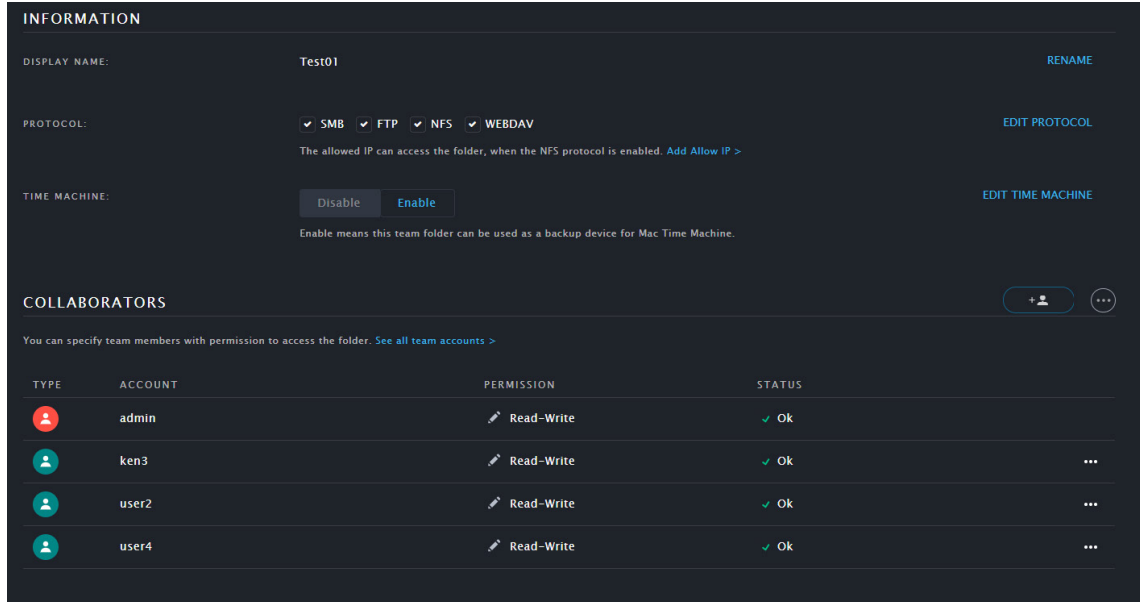 INFORMATION
DISPLAY NAME: Test01 RENAME
PROTOCOL: SMB FTP NFS WEBDAV EDIT PROTOCOL
The allowed IP can access the folder, when the NFS protocol is enabled. Add Allow IP >
TIME MACHINE: Disable Enable EDIT TIME MACHINE
Enable means this team folder can be used as a backup device for Mac Time Machine.
COLLABORATORS
You can specify team members with permission to access the folder. See all team accounts >
TYPE ACCOUNT PERMISSION STATUS
admin Read-Write Ok
ken3 Read-Write Ok
user2 Read-Write Ok
user4 Read-Write Ok